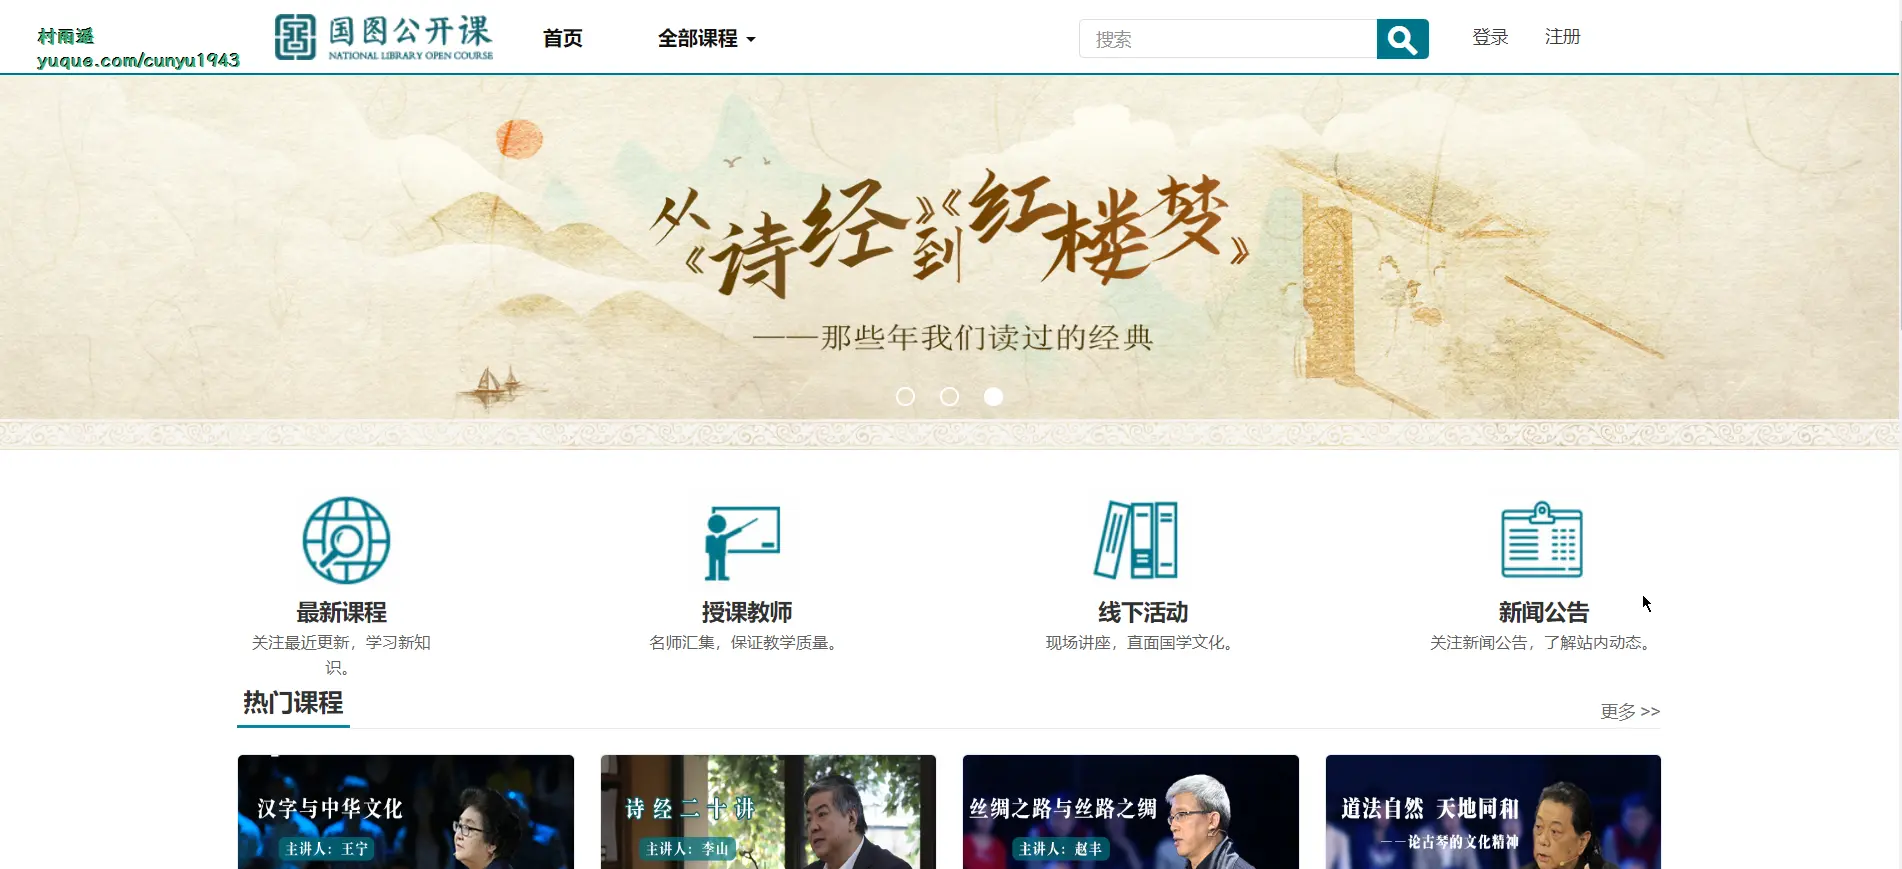 村雨遥
yuque.com/cunyu1943
国图公开课
NATIONAL LIBRARY OPEN COURSE
首页
全部课程
搜索
登录
注册
从《诗经》到《红楼梦》
——那些年我们读过的经典
最新课程
关注最近更新，学习新知
识。
授课教师
名师汇集，保证教学质量。
线下活动
现场讲座，直面国学文化。
新闻公告
关注新闻公告，了解站内动态。
热门课程
更多 >>
汉字与中华文化
主讲人：王宁
诗经二十讲
主讲人：李山
丝绸之路与丝路之绸
主讲人：赵丰
道法自然 天地同和
——论古琴的文化精神